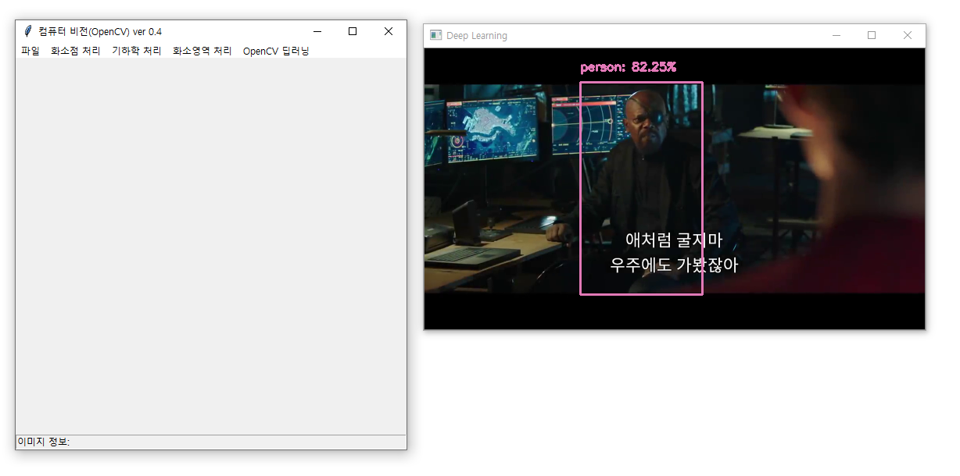 컴퓨터 비전(OpenCV) ver 0.4
파일 화소점 처리 기하학 처리 화소영역 처리 OpenCV 딥러닝
이미지 정보:
Deep Learning
person: 82.25%
애처럼 굴지마
우주에도 가봤잖아